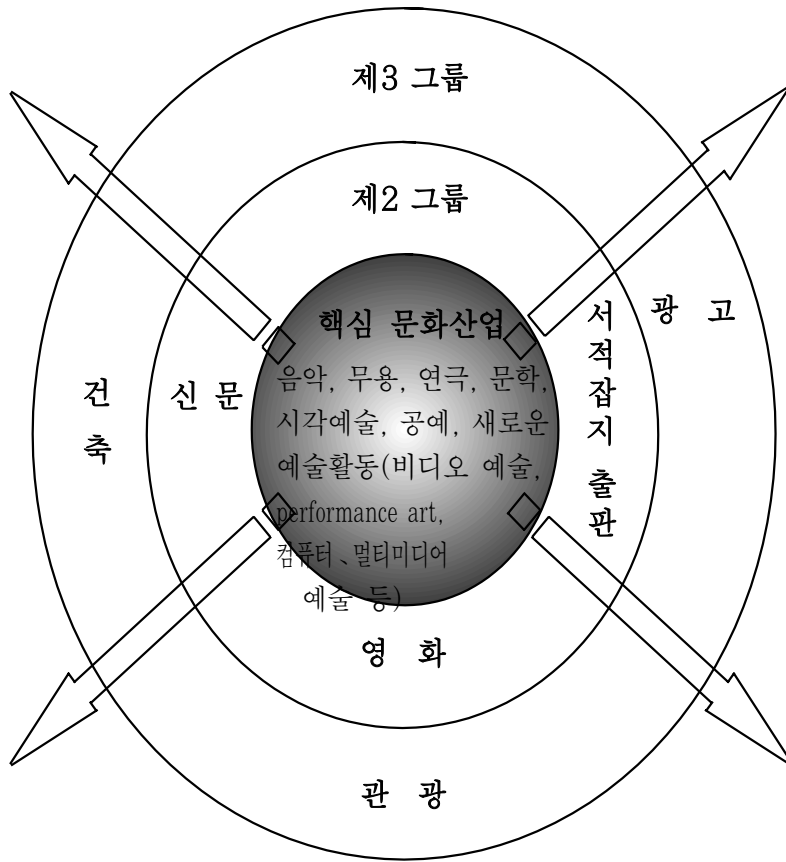 제3 그룹
제2 그룹
핵심 문화산업
음악, 무용, 연극, 문학,
시각예술, 공예, 새로운
예술활동(비디오 예술,
performance art,
컴퓨터、멀티미디어
예술 등)
건축
신문
서적잡지 출판
광고
영화
관광